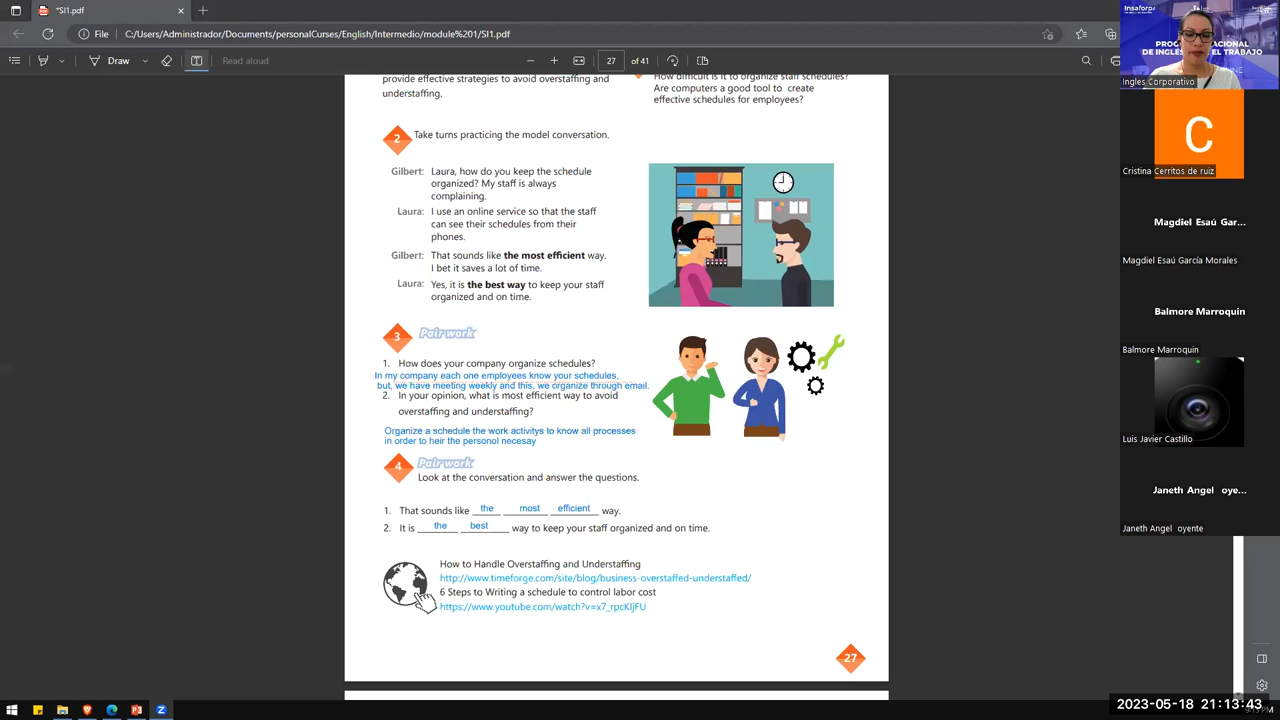 *SI1.pdf
File
C:/Users/Administrador/Documents/personalCourses/English/Intermedio/module%201/SI1.pdf
Draw
Read aloud
27
of 41
provide effective strategies to avoid overstaffing and
understaffing.
How difficult is it to organize staff schedules?
Are computers a good tool to create
effective schedules for employees?
2
Take turns practicing the model conversation.
Gilbert: Laura, how do you keep the schedule
organized? My staff is always
complaining.
Laura: I use an online service so that the staff
can see their schedules from their
phones.
Gilbert: That sounds like the most efficient way.
I bet it saves a lot of time.
Laura: Yes, it is the best way to keep your staff
organized and on time.
3
Pair work
1. How does your company organize schedules?
In my company each one employees know your schedules,
but, we have meeting weekly and this, we organize through email.
2. In your opinion, what is most efficient way to avoid
overstaffing and understaffing?
Organize a schedule the work activitys to know all processes
in order to heir the personol necesay
4
Pair work
Look at the conversation and answer the questions.
1. That sounds like the most efficient way.
2. It is the best way to keep your staff organized and on time.
How to Handle Overstaffing and Understaffing
http://www.timeforge.com/site/blog/business-overstaffed-understaffed/
6 Steps to Writing a schedule to control labor cost
https://www.youtube.com/watch?v=x7_rpcKIjFU
27
Insaforp
Ingles Corporativo
C
Cristina Cerritos de ruiz
Magdiel Esaú Gar...
Magdiel Esaú García Morales
Balmore Marroquin
Balmore Marroquin
Luis Javier Castillo
Janeth Angel oye...
Janeth Angel oyente
2023-05-18 21:13:43